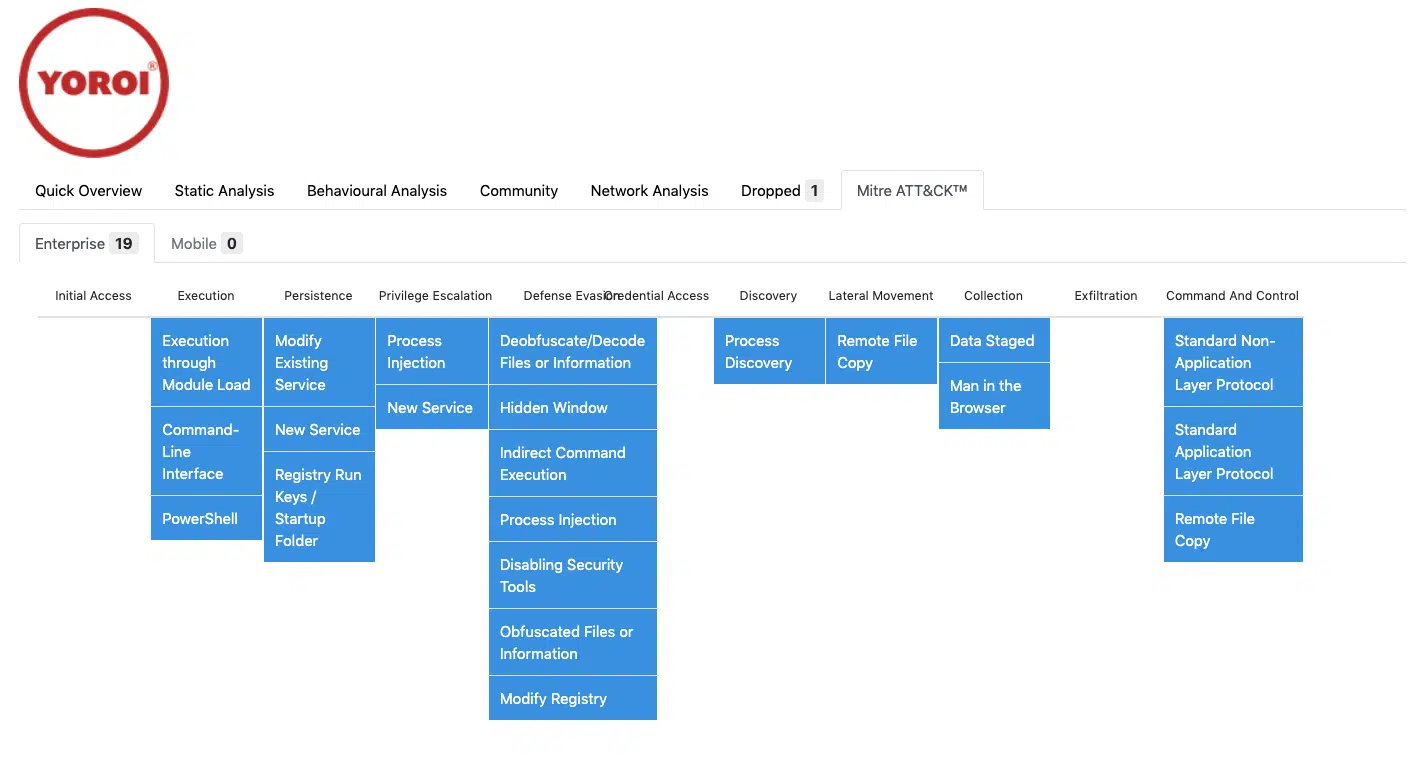 YOROI®
Quick Overview Static Analysis Behavioural Analysis Community Network Analysis Dropped 1 Mitre ATT&CK™
Enterprise 19 Mobile 0
Initial Access Execution Persistence Privilege Escalation Defense Evasion Credential Access Discovery Lateral Movement Collection Exfiltration Command And Control
Execution
through
Module Load
Command-
Line
Interface
PowerShell
Modify
Existing
Service
New Service
Registry Run
Keys /
Startup
Folder
Process
Injection
New Service
Deobfuscate/Decode
Files or Information
Hidden Window
Indirect Command
Execution
Process Injection
Disabling Security
Tools
Obfuscated Files or
Information
Modify Registry
Process
Discovery
Remote File
Copy
Data Staged
Man in the
Browser
Standard Non-
Application
Layer Protocol
Standard
Application
Layer Protocol
Remote File
Copy